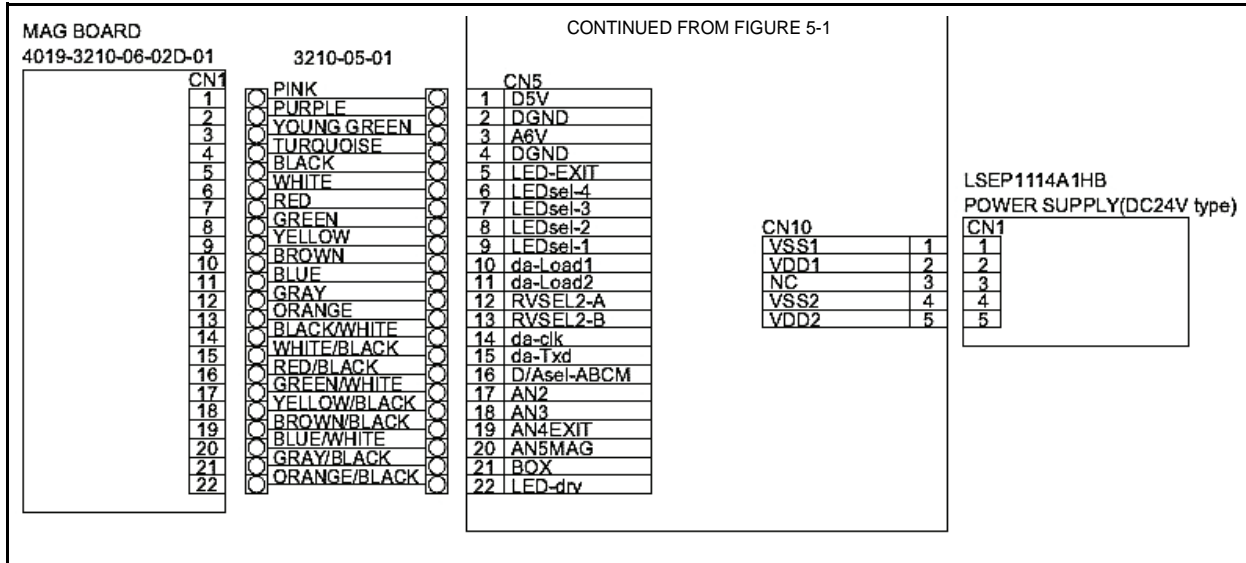 CONTINUED FROM FIGURE 5-1
MAG BOARD
4019-3210-06-02D-01
3210-05-01
CN1
1
2
3
4
5
6
7
8
9
10
11
12
13
14
15
16
17
18
19
20
21
22
PINK
PURPLE
YOUNG GREEN
TURQUOISE
BLACK
WHITE
RED
GREEN
YELLOW
BROWN
BLUE
GRAY
ORANGE
BLACK/WHITE
WHITE/BLACK
RED/BLACK
GREEN/WHITE
YELLOW/BLACK
BROWN/BLACK
BLUE/WHITE
GRAY/BLACK
ORANGE/BLACK
CN5
1 D5V
2 DGND
3 A6V
4 DGND
5 LED-EXIT
6 LEDsel-4
7 LEDsel-3
8 LEDsel-2
9 LEDsel-1
10 da-Load1
11 da-Load2
12 RVSEL2-A
13 RVSEL2-B
14 da-clk
15 da-Txd
16 D/Asel-ABCM
17 AN2
18 AN3
19 AN4EXIT
20 AN5MAG
21 BOX
22 LED-drv
CN10
VSS1 1
VDD1 2
NC 3
VSS2 4
VDD2 5
LSEP1114A1HB
POWER SUPPLY(DC24V type)
CN1
1
2
3
4
5